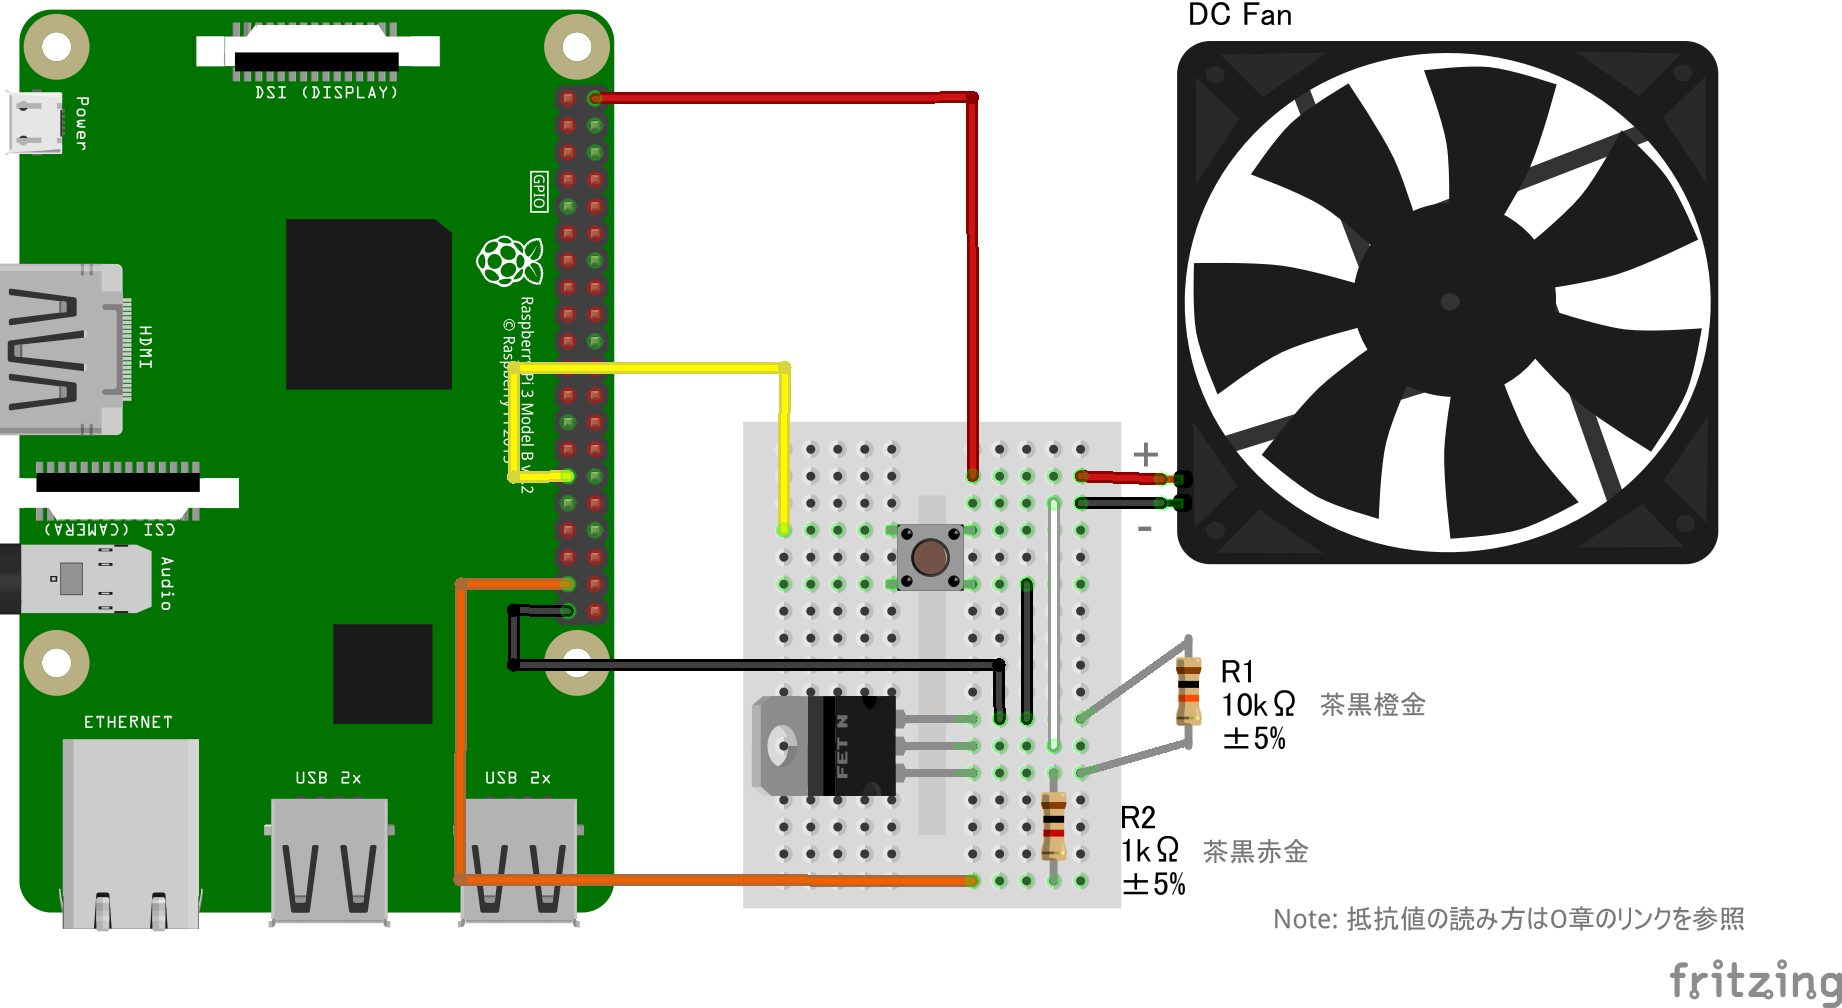 DC Fan
DSI (DISPLAY)
Power
GPIO
HDMI
Raspberry Pi 3 Model B v
2
© Raspberry Pi 2015
+
-
CSI (CAMERA)
Audio
ETHERNET
USB 2x
USB 2x
FET N
R1
10kΩ 茶黒橙金
±5%
R2
1kΩ 茶黒赤金
±5%
Note: 抵抗値の読み方は0章のリンクを参照
fritzing